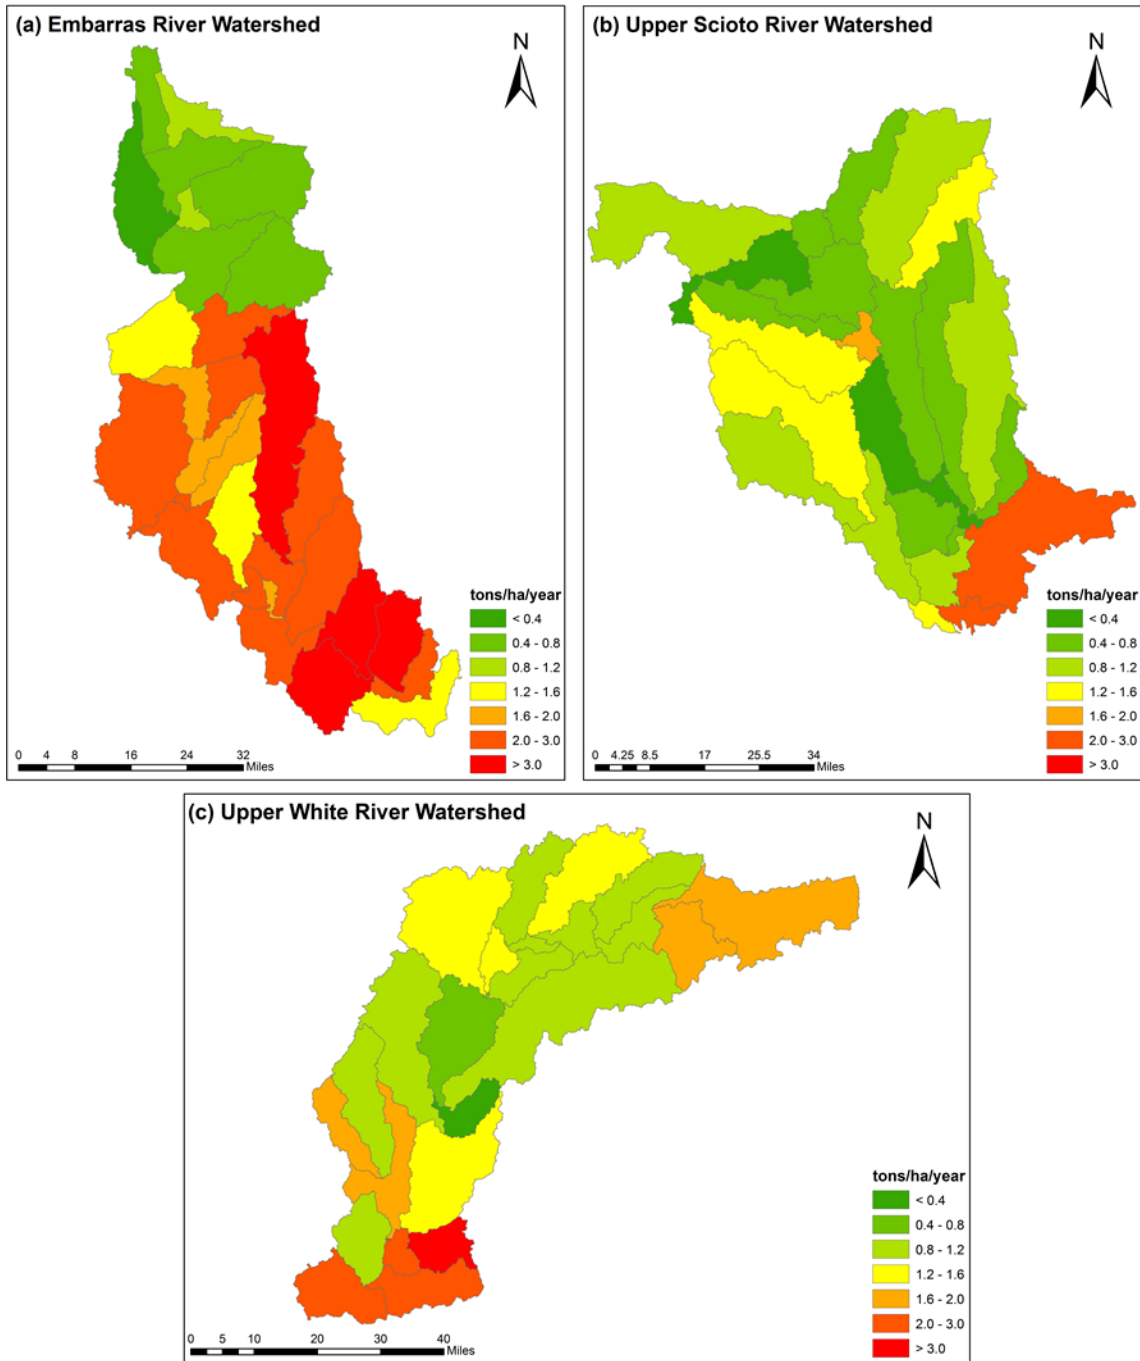 (a) Embarras River Watershed
N
tons/ha/year
< 0.4
0.4 - 0.8
0.8 - 1.2
1.2 - 1.6
1.6 - 2.0
2.0 - 3.0
> 3.0
0 4 8 16 24 32
Miles
(b) Upper Scioto River Watershed
N
tons/ha/year
< 0.4
0.4 - 0.8
0.8 - 1.2
1.2 - 1.6
1.6 - 2.0
2.0 - 3.0
> 3.0
0 4.25 8.5 17 25.5 34
Miles
(c) Upper White River Watershed
N
tons/ha/year
< 0.4
0.4 - 0.8
0.8 - 1.2
1.2 - 1.6
1.6 - 2.0
2.0 - 3.0
> 3.0
0 5 10 20 30 40
Miles